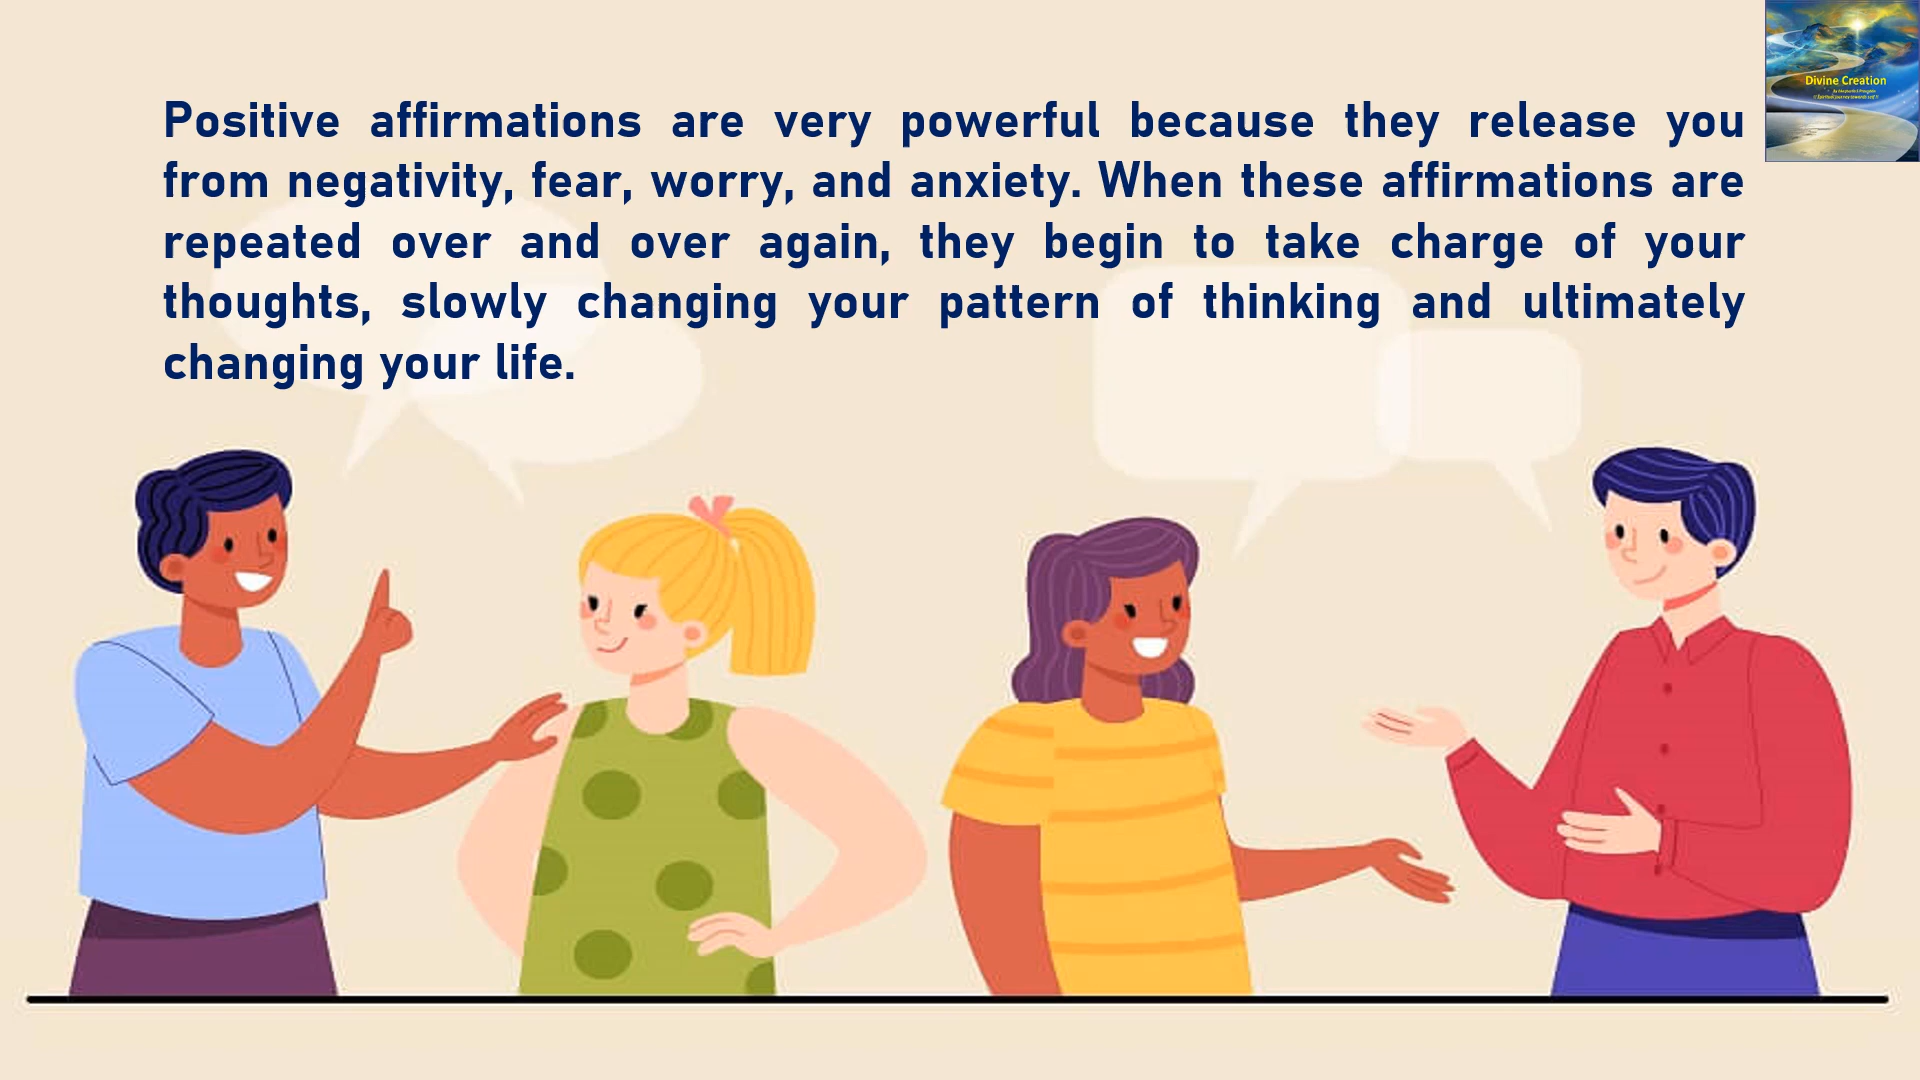 Positive affirmations are very powerful because they release you
from negativity, fear, worry, and anxiety. When these affirmations are
repeated over and over again, they begin to take charge of your
thoughts, slowly changing your pattern of thinking and ultimately
changing your life.
Divine Creation